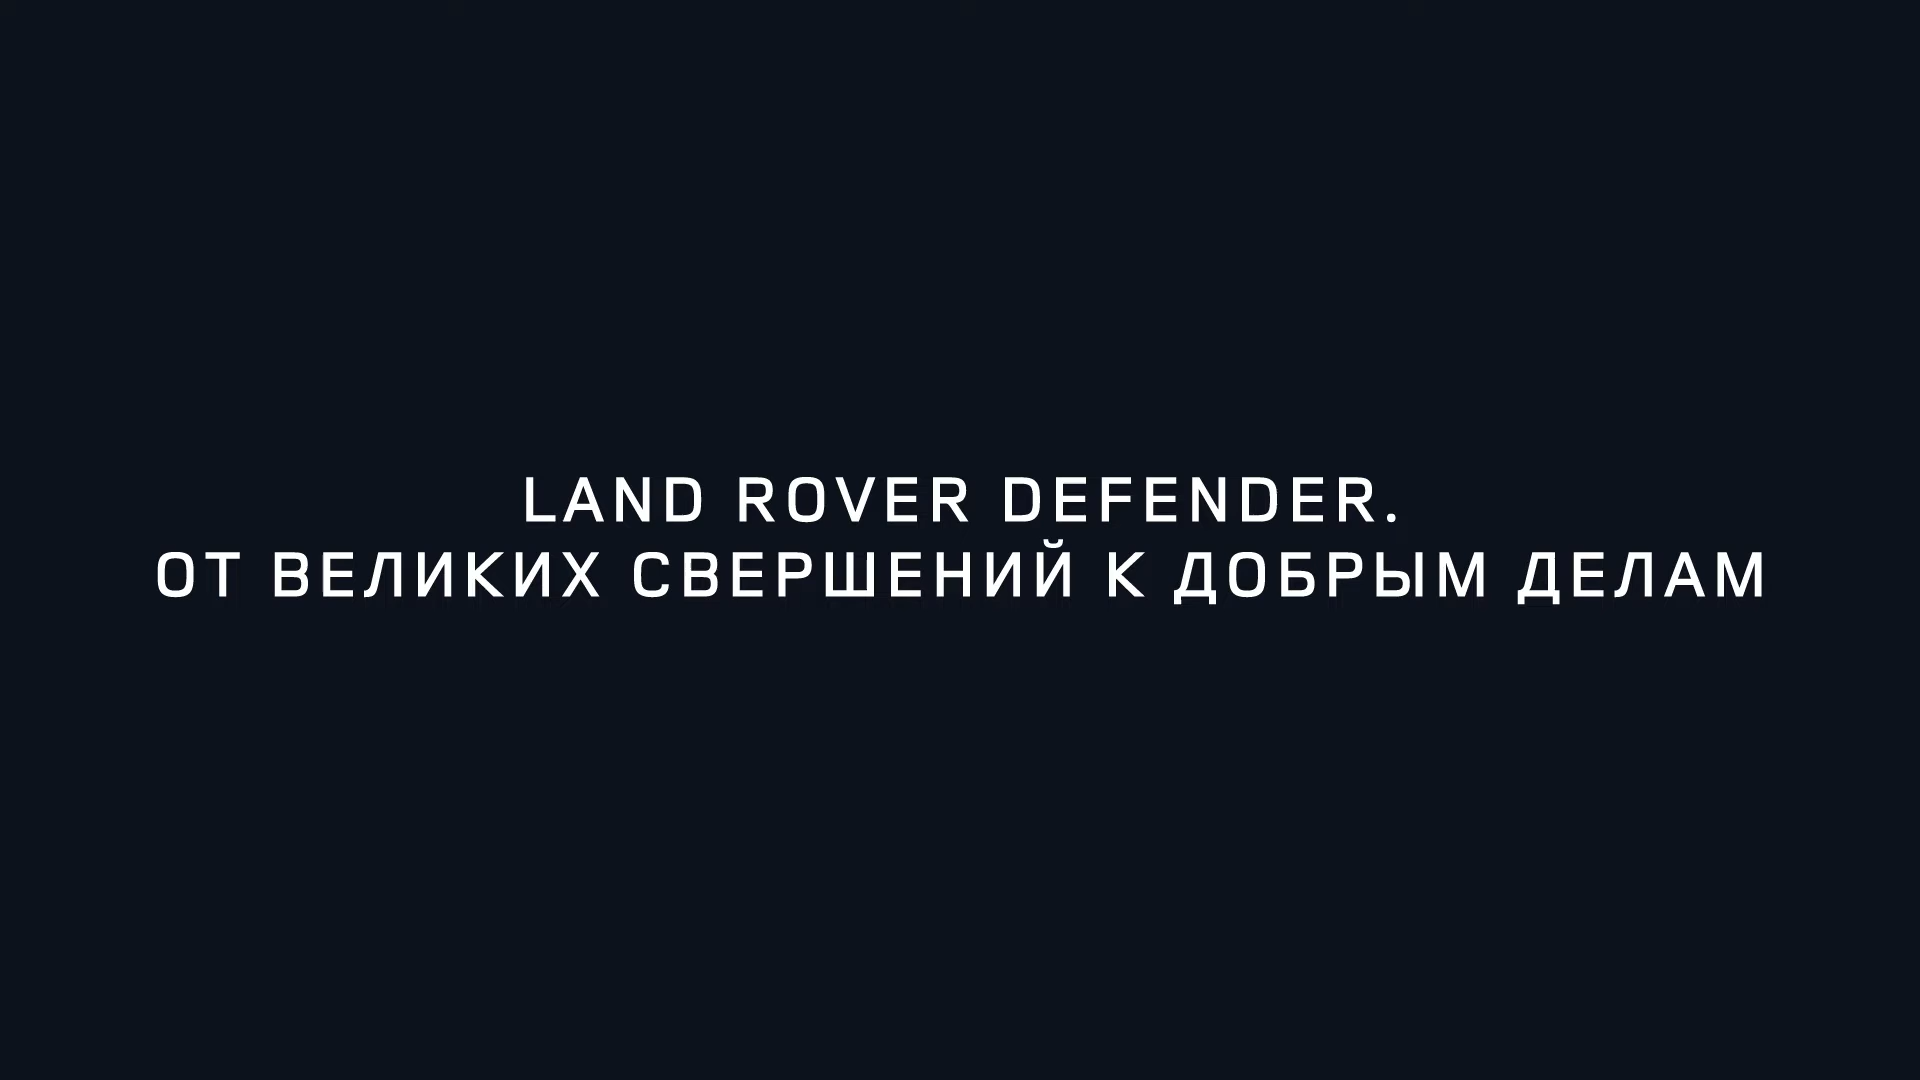 LAND ROVER DEFENDER.
ОТ ВЕЛИКИХ СВЕРШЕНИЙ К ДОБРЫМ ДЕЛАМ